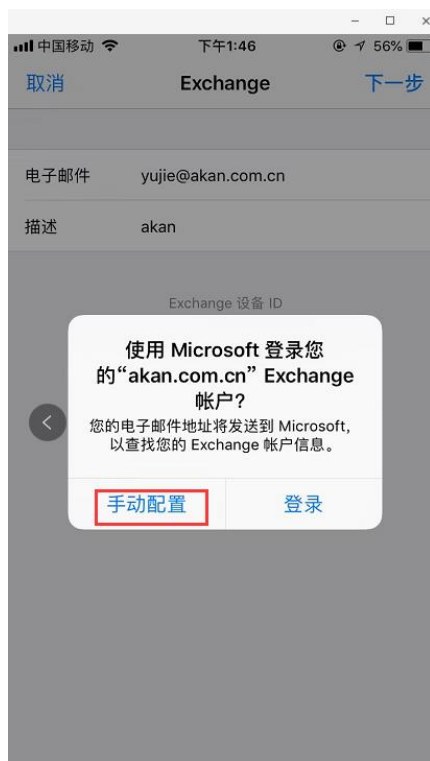 中国移动 下午1:46 56%
取消 Exchange 下一步
电子邮件 yujie@akan.com.cn
描述 akan
Exchange 设备 ID
使用 Microsoft 登录您
的“akan.com.cn” Exchange
帐户?
您的电子邮件地址将发送到 Microsoft,
以查找您的 Exchange 帐户信息。
手动配置 登录